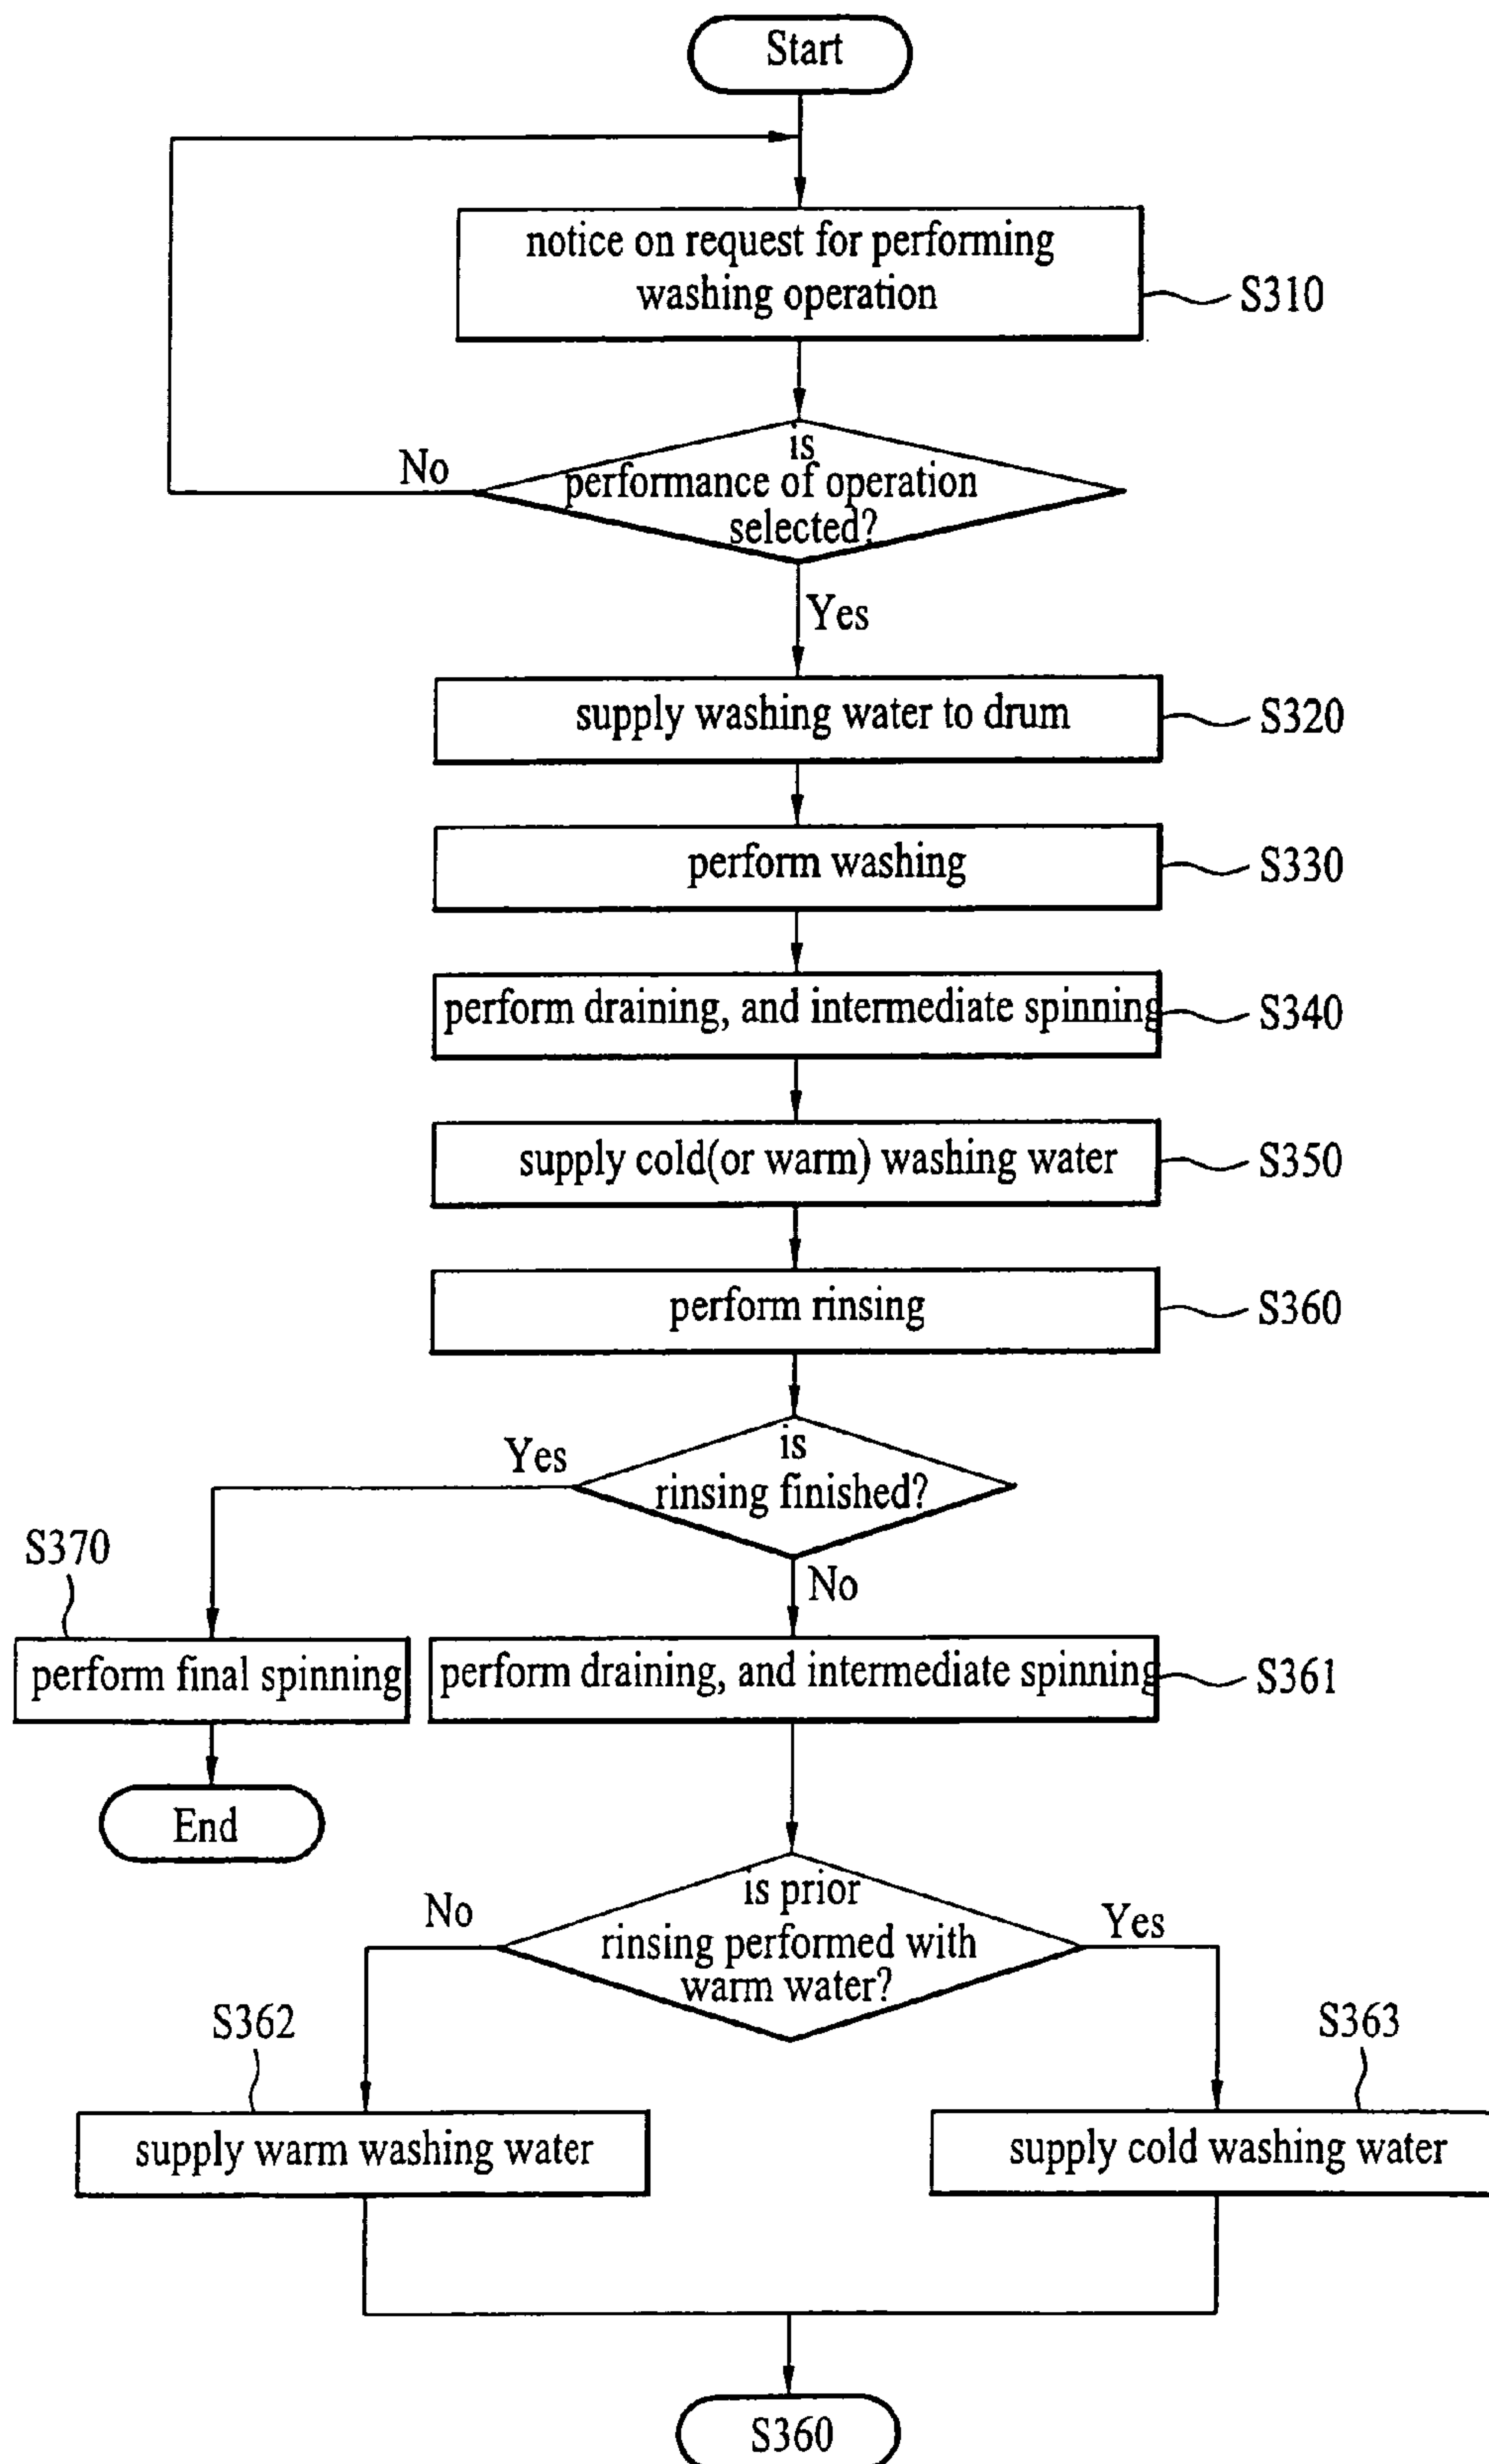 Start
notice on request for performing
washing operation
S310
is
performance of operation
selected?
No
Yes
supply washing water to drum
S320
perform washing
S330
perform draining, and intermediate spinning
S340
supply cold(or warm) washing water
S350
perform rinsing
S360
is
rinsing finished?
Yes
No
S370
perform final spinning
perform draining, and intermediate spinning
S361
End
is prior
rinsing performed with
warm water?
No
Yes
S362
S363
supply warm washing water
supply cold washing water
S360